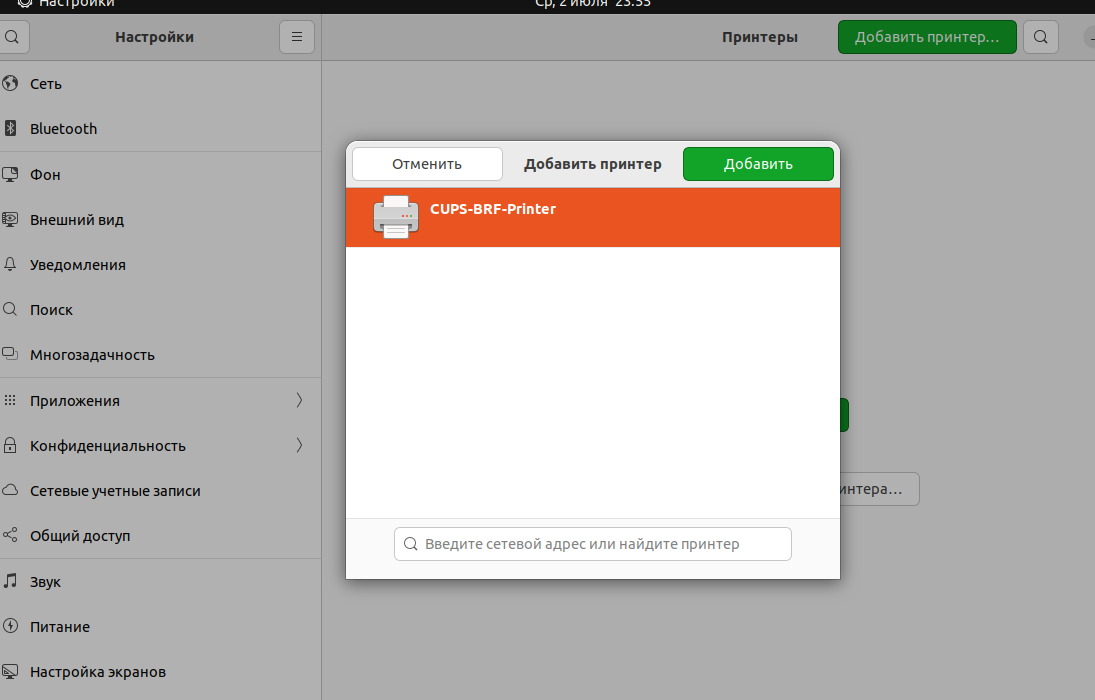 Настройки
Ср, 2 июля 23:55
Настройки
Принтеры
Добавить принтер…
Сеть
Bluetooth
Фон
Внешний вид
Уведомления
Поиск
Многозадачность
Приложения
Конфиденциальность
Сетевые учетные записи
Общий доступ
Звук
Питание
Настройка экранов
Отменить
Добавить принтер
Добавить
CUPS-BRF-Printer
интера…
Введите сетевой адрес или найдите принтер